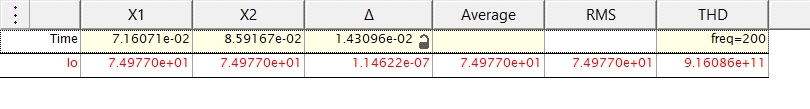 X1 X2 Δ Average RMS THD
Time 7.16071e-02 8.59167e-02 1.43096e-02 freq=200
Io 7.49770e+01 7.49770e+01 1.14622e-07 7.49770e+01 7.49770e+01 9.16086e+11